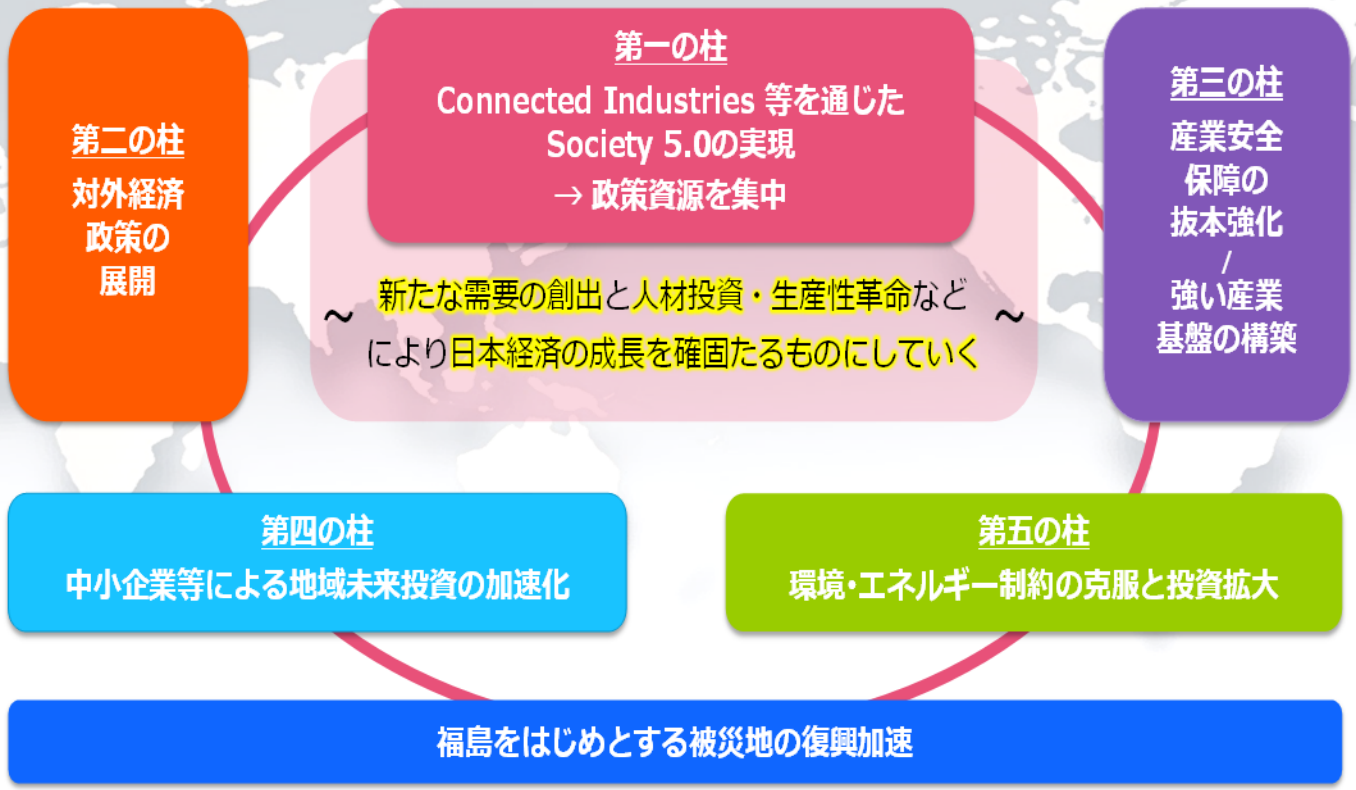 第一の柱
Connected Industries 等を通じた
Society 5.0の実現
→ 政策資源を集中
第二の柱
対外経済
政策の
展開
第三の柱
産業安全
保障の
抜本強化
/
強い産業
基盤の構築
~ 新たな需要の創出と人材投資・生産性革命など ~
により日本経済の成長を確固たるものにしていく
第四の柱
中小企業等による地域未来投資の加速化
第五の柱
環境・エネルギー制約の克服と投資拡大
福島をはじめとする被災地の復興加速